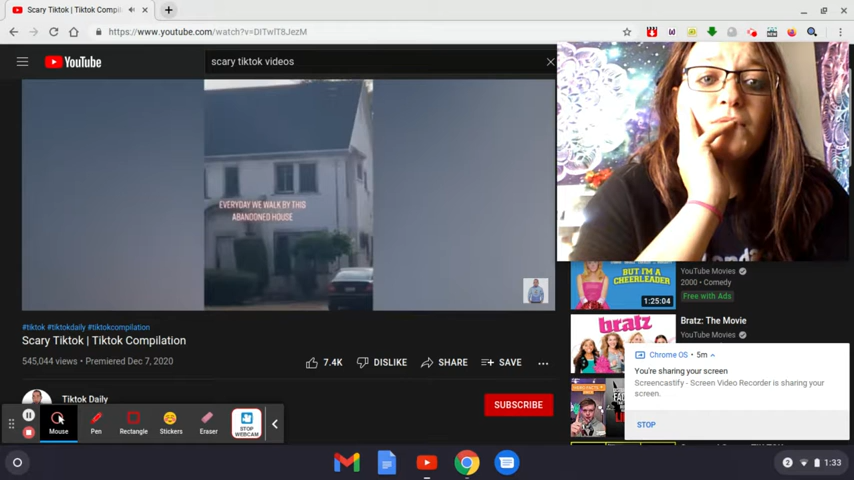 Scary Tiktok | Tiktok Compilation
https://www.youtube.com/watch?v=DITwIT8JezM
YouTube
scary tiktok videos
EVERYDAY WE WALK BY THIS
ABANDONED HOUSE
BUT I'M A
CHEERLEADER
1:25:04
YouTube Movies
2000 • Comedy
Free with Ads
bratz
Bratz: The Movie
YouTube Movies
#tiktok #tiktokdaily #tiktokcompilation
Scary Tiktok | Tiktok Compilation
545,044 views • Premiered Dec 7, 2020
7.4K
DISLIKE
SHARE
SAVE
Tiktok Daily
SUBSCRIBE
Chrome OS • 5m
You're sharing your screen
Screencastify - Screen Video Recorder is sharing your
screen.
STOP
Mouse
Pen
Rectangle
Stickers
Eraser
STOP
WEBCAM
2
1:33